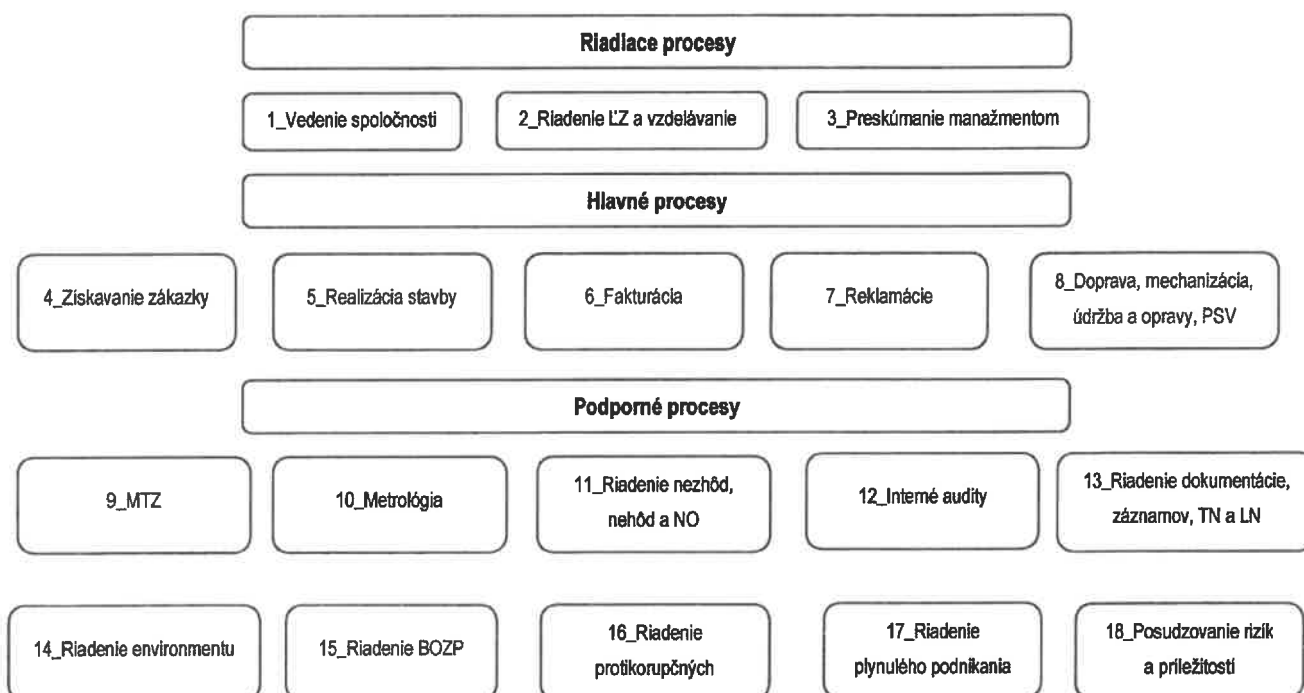 Riadiace procesy
1_Vedenie spoločnosti
2_Riadenie ĽZ a vzdelávanie
3_Preskúmanie manažmentom
Hlavné procesy
4_Získavanie zákazky
5_Realizácia stavby
6_Fakturácia
7_Reklamácie
8_Doprava, mechanizácia,
údržba a opravy, PSV
Podporné procesy
9_MTZ
10_Metrológia
11_Riadenie nezhôd,
nehôd a NO
12_Interné audity
13_Riadenie dokumentácie,
záznamov, TN a LN
14_Riadenie environmentu
15_Riadenie BOZP
16_Riadenie
protikorupčných
17_Riadenie
plynulého podnikania
18_Posudzovanie rizík
a príležitostí